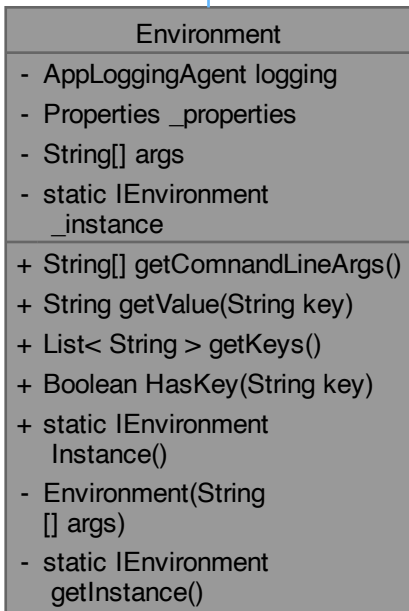 Environment
- AppLoggingAgent logging
- Properties _properties
- String[] args
- static IEnvironment
_instance
+ String[] getComnandLineArgs()
+ String getValue(String key)
+ List< String > getKeys()
+ Boolean HasKey(String key)
+ static IEnvironment
Instance()
- Environment(String
[] args)
- static IEnvironment
getInstance()